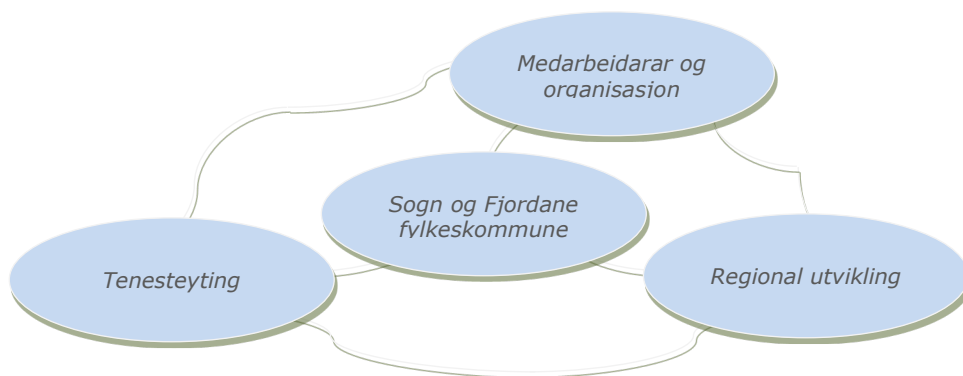 Medarbeidarar og
organisasjon
Sogn og Fjordane
fylkeskommune
Tenesteyting
Regional utvikling